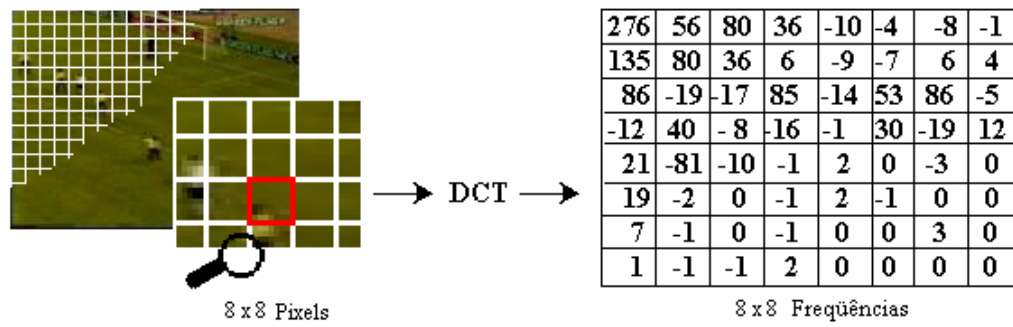 276 56 80 36 -10 -4 -8 -1
135 80 36 6 -9 -7 6 4
86 -19 -17 85 -14 53 86 -5
-12 40 - 8 -16 -1 30 -19 12
21 -81 -10 -1 2 0 -3 0
19 -2 0 -1 2 -1 0 0
7 -1 0 -1 0 0 3 0
1 -1 -1 2 0 0 0 0
DCT
8 x 8 Pixels
8 x 8 Freqüências